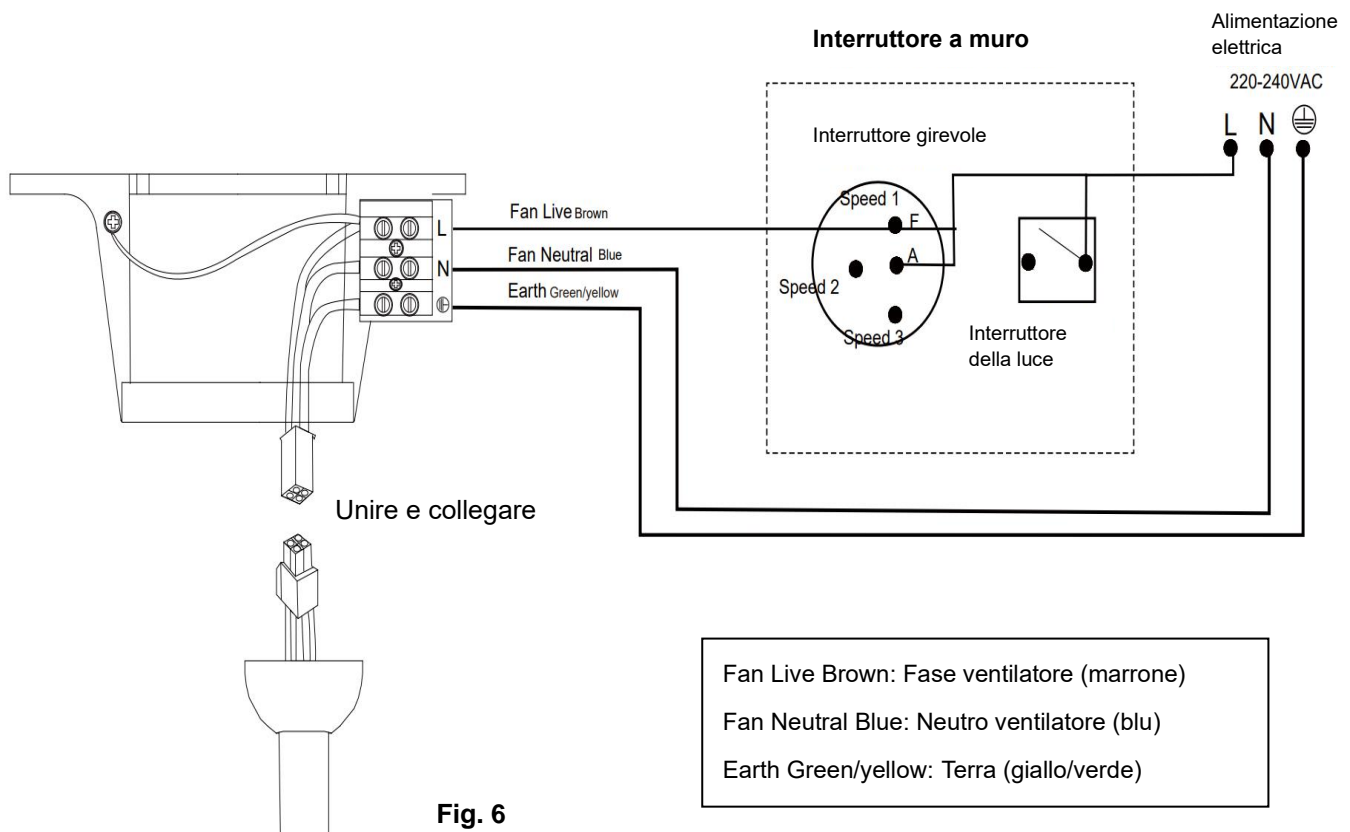 Alimentazione
elettrica
220-240VAC
L N
Interruttore a muro
Interruttore girevole
Speed 1
F
A
Speed 2
Speed 3
Interruttore
della luce
Fan Live Brown
L
Fan Neutral Blue
N
Earth Green/yellow
Unire e collegare
Fan Live Brown: Fase ventilatore (marrone)
Fan Neutral Blue: Neutro ventilatore (blu)
Earth Green/yellow: Terra (giallo/verde)
Fig. 6